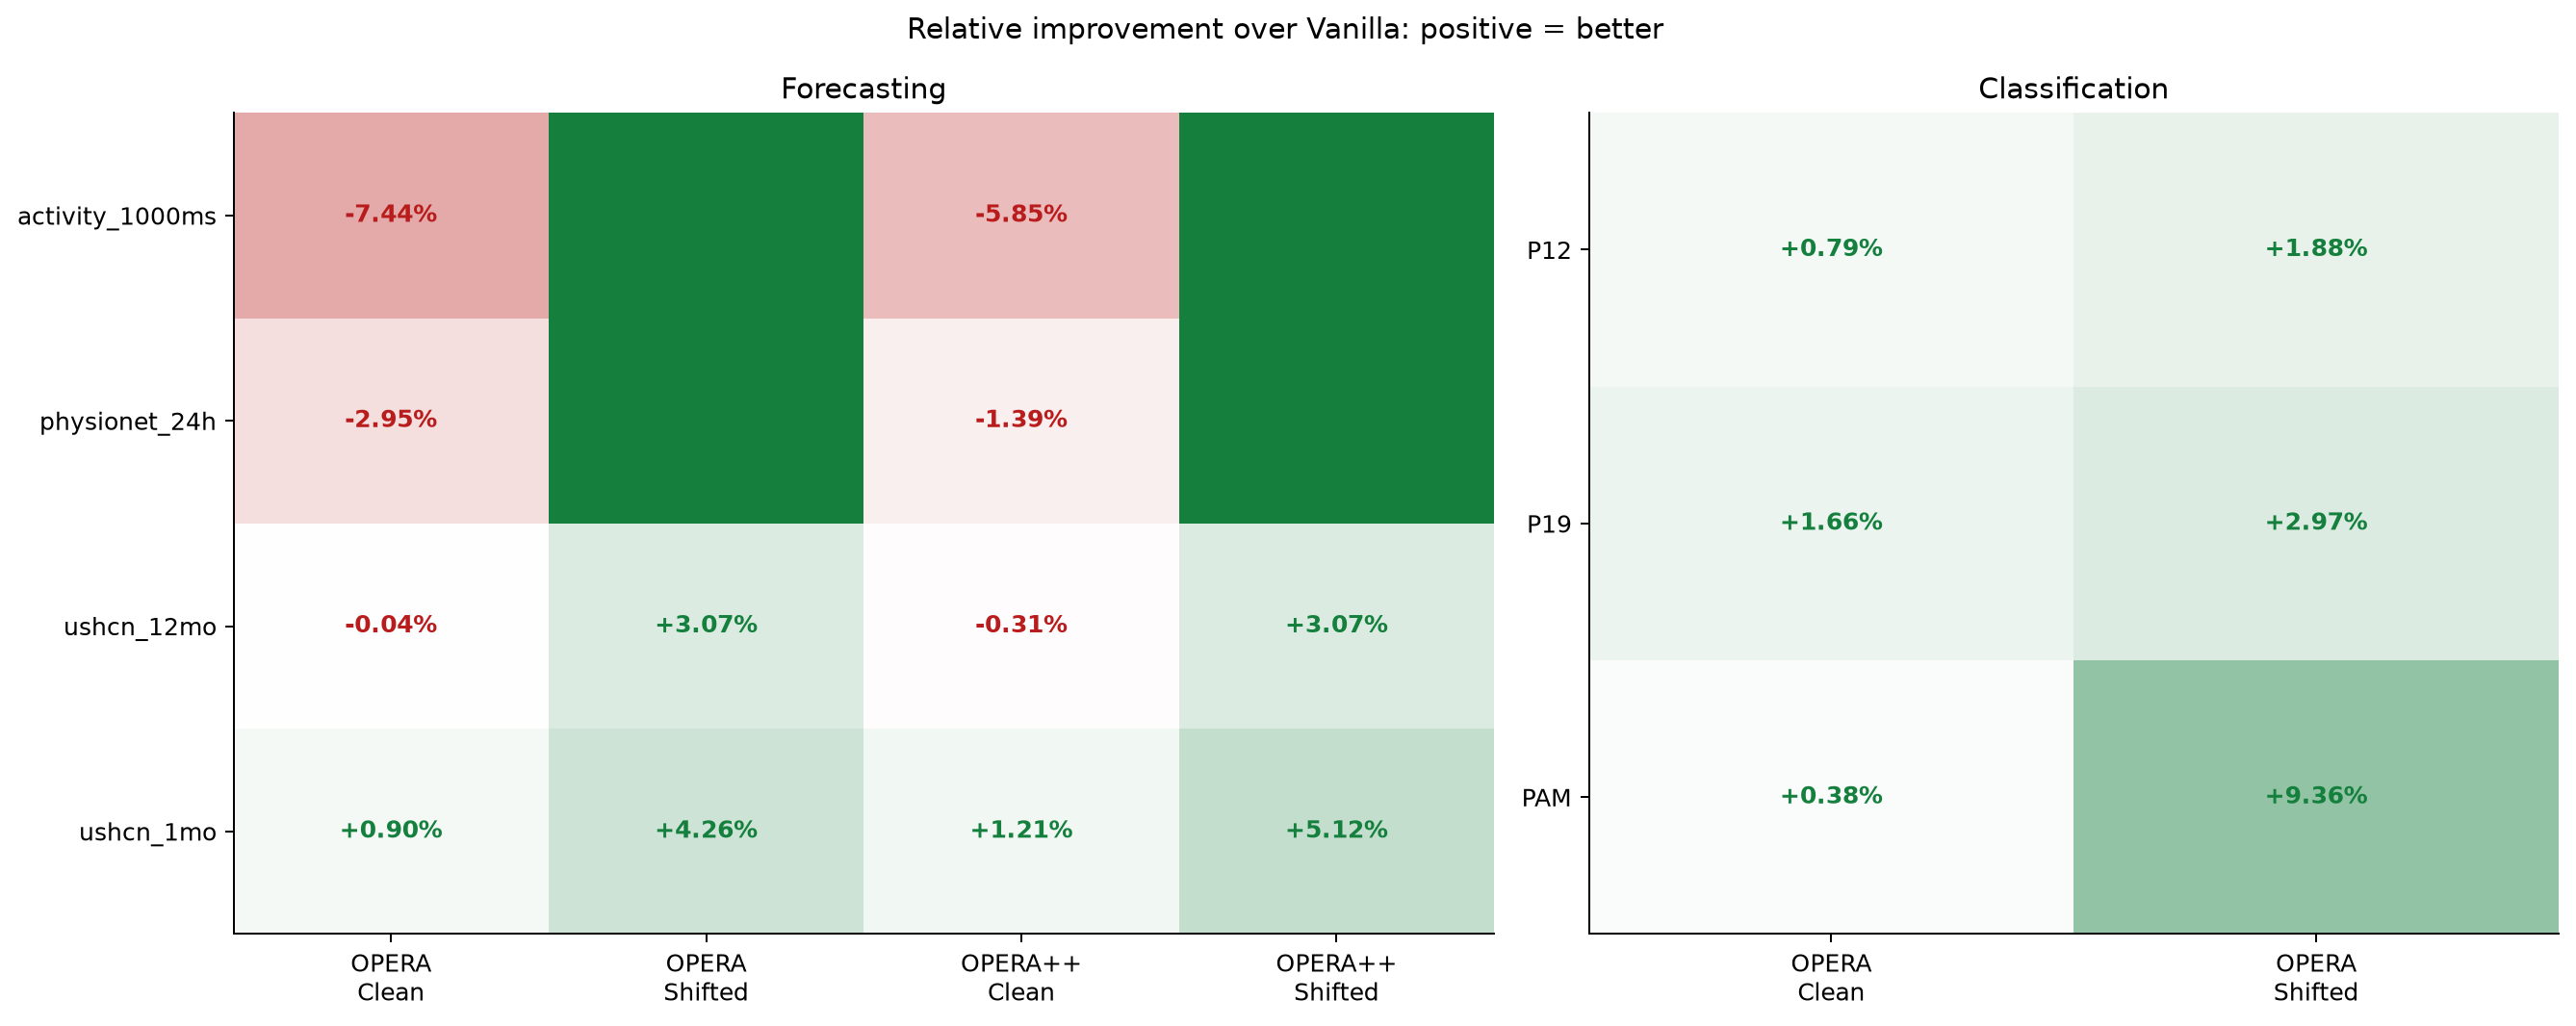 Relative improvement over Vanilla: positive = better
Forecasting
activity_1000ms
-7.44%
-5.85%
physionet_24h
-2.95%
-1.39%
ushcn_12mo
-0.04%
+3.07%
-0.31%
+3.07%
ushcn_1mo
+0.90%
+4.26%
+1.21%
+5.12%
OPERA
Clean
OPERA
Shifted
OPERA++
Clean
OPERA++
Shifted
Classification
P12
+0.79%
+1.88%
P19
+1.66%
+2.97%
PAM
+0.38%
+9.36%
OPERA
Clean
OPERA
Shifted